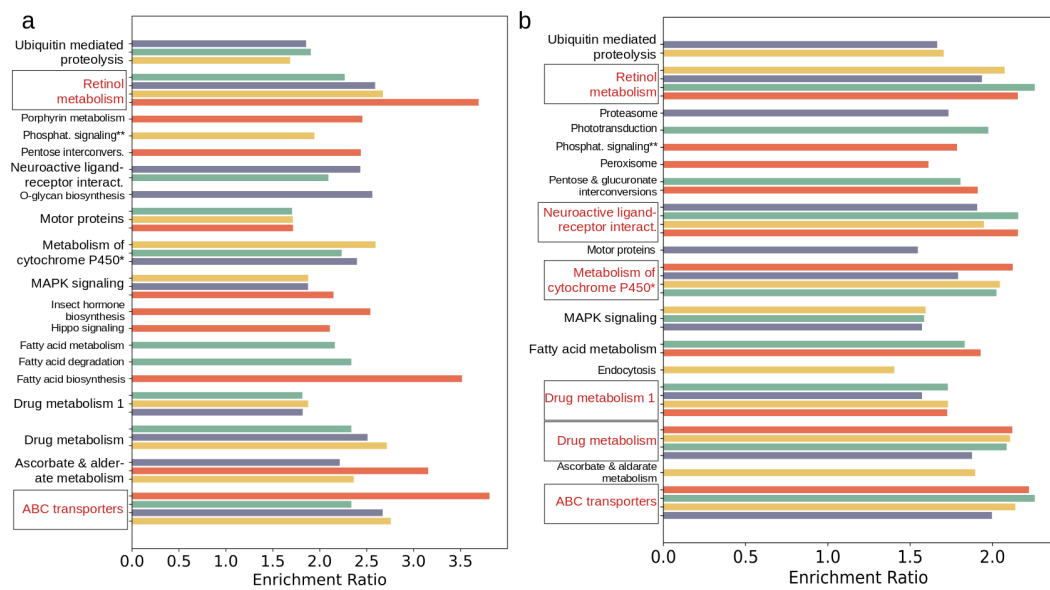 a
Ubiquitin mediated
proteolysis
Retinol
metabolism
Porphyrin metabolism
Phosphat. signaling**
Pentose interconvers.
Neuroactive ligand-
receptor interact.
O-glycan biosynthesis
Motor proteins
Metabolism of
cytochrome P450*
MAPK signaling
Insect hormone
biosynthesis
Hippo signaling
Fatty acid metabolism
Fatty acid degradation
Fatty acid biosynthesis
Drug metabolism 1
Drug metabolism
Ascorbate & alder-
ate metabolism
ABC transporters
0.0 0.5 1.0 1.5 2.0 2.5 3.0 3.5
Enrichment Ratio
b
Ubiquitin mediated
proteolysis
Retinol
metabolism
Proteasome
Phototransduction
Phosphat. signaling**
Peroxisome
Pentose & glucuronate
interconversions
Neuroactive ligand-
receptor interact.
Motor proteins
Metabolism of
cytochrome P450*
MAPK signaling
Fatty acid metabolism
Endocytosis
Drug metabolism 1
Drug metabolism
Ascorbate & aldarate
metabolism
ABC transporters
0.0 0.5 1.0 1.5 2.0
Enrichment Ratio